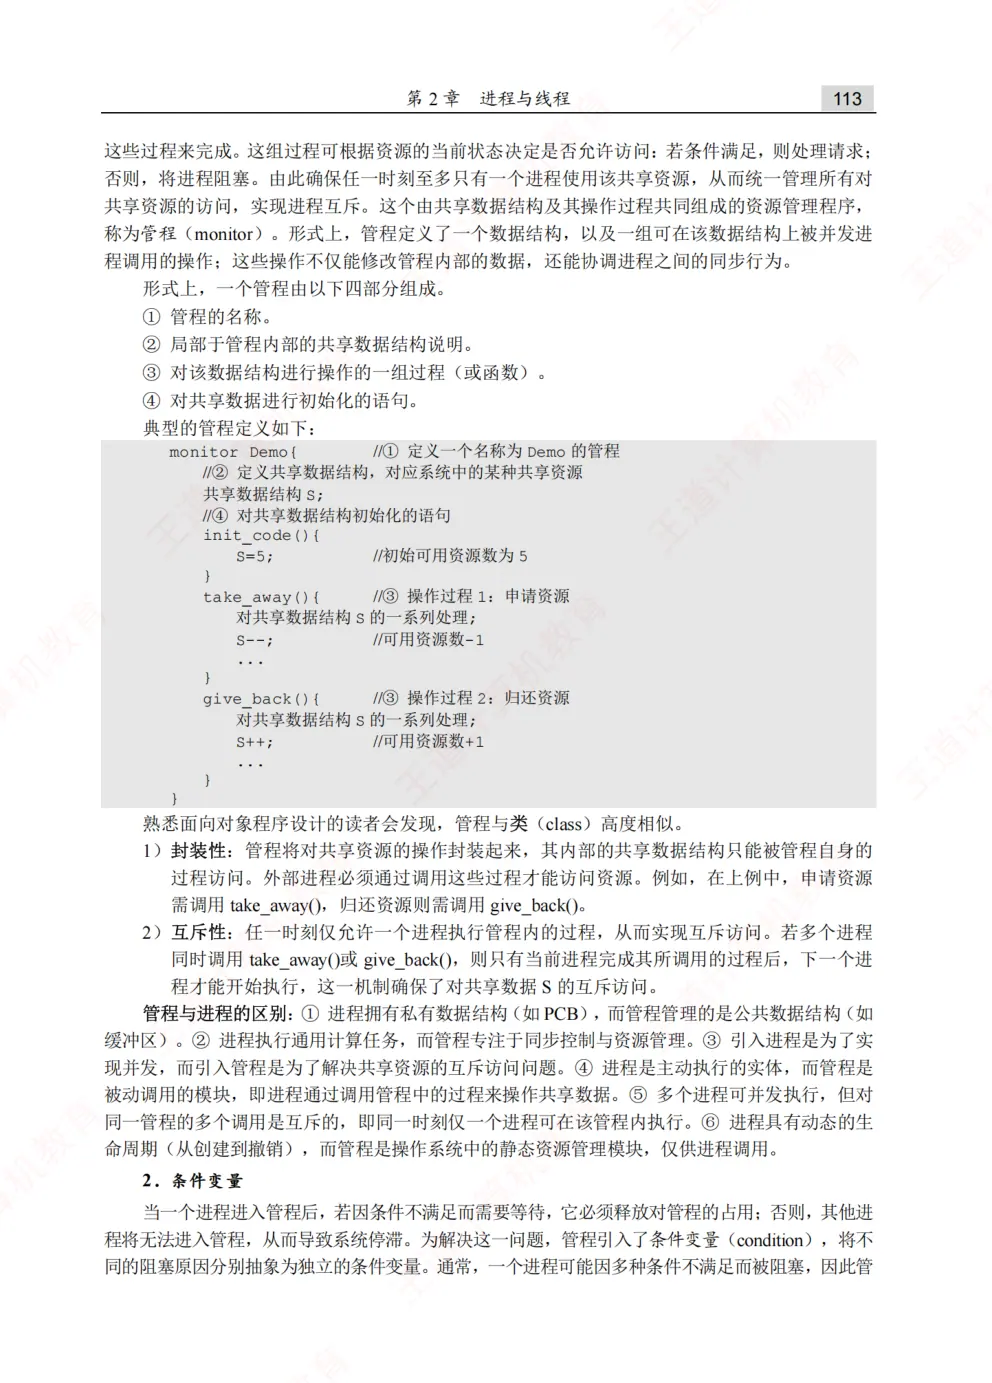 第 2 章 进程与线程 113
这些过程来完成。这组过程可根据资源的当前状态决定是否允许访问：若条件满足，则处理请求；
否则，将进程阻塞。由此确保任一时刻至多只有一个进程使用该共享资源，从而统一管理所有对
共享资源的访问，实现进程互斥。这个由共享数据结构及其操作过程共同组成的资源管理程序，
称为管程（monitor）。形式上，管程定义了一个数据结构，以及一组可在该数据结构上被并发进
程调用的操作；这些操作不仅能修改管程内部的数据，还能协调进程之间的同步行为。
形式上，一个管程由以下四部分组成。
① 管程的名称。
② 局部于管程内部的共享数据结构说明。
③ 对该数据结构进行操作的一组过程（或函数）。
④ 对共享数据进行初始化的语句。
典型的管程定义如下：
monitor Demo{ //① 定义一个名称为 Demo 的管程
//② 定义共享数据结构，对应系统中的某种共享资源
共享数据结构 S;
//④ 对共享数据结构初始化的语句
init_code(){
S=5; //初始可用资源数为 5
}
take_away(){ //③ 操作过程 1：申请资源
对共享数据结构 S 的一系列处理;
S--; //可用资源数-1
...
}
give_back(){ //③ 操作过程 2：归还资源
对共享数据结构 S 的一系列处理;
S++; //可用资源数+1
...
}
}
熟悉面向对象程序设计的读者会发现，管程与类（class）高度相似。
1）封装性：管程将对共享资源的操作封装起来，其内部的共享数据结构只能被管程自身的
过程访问。外部进程必须通过调用这些过程才能访问资源。例如，在上例中，申请资源
需调用 take_away()，归还资源则需调用 give_back()。
2）互斥性：任一时刻仅允许一个进程执行管程内的过程，从而实现互斥访问。若多个进程
同时调用 take_away()或 give_back()，则只有当前进程完成其所调用的过程后，下一个进
程才能开始执行，这一机制确保了对共享数据 S 的互斥访问。
管程与进程的区别：① 进程拥有私有数据结构（如 PCB），而管程管理的是公共数据结构（如
缓冲区）。② 进程执行通用计算任务，而管程专注于同步控制与资源管理。③ 引入进程是为了实
现并发，而引入管程是为了解决共享资源的互斥访问问题。④ 进程是主动执行的实体，而管程是
被动调用的模块，即进程通过调用管程中的过程来操作共享数据。⑤ 多个进程可并发执行，但对
同一管程的多个调用是互斥的，即同一时刻仅一个进程可在该管程内执行。⑥ 进程具有动态的生
命周期（从创建到撤销），而管程是操作系统中的静态资源管理模块，仅供进程调用。
2．条件变量
当一个进程进入管程后，若因条件不满足而需要等待，它必须释放对管程的占用；否则，其他进
程将无法进入管程，从而导致系统停滞。为解决这一问题，管程引入了条件变量（condition），将不
同的阻塞原因分别抽象为独立的条件变量。通常，一个进程可能因多种条件不满足而被阻塞，因此管
王道计算机教育